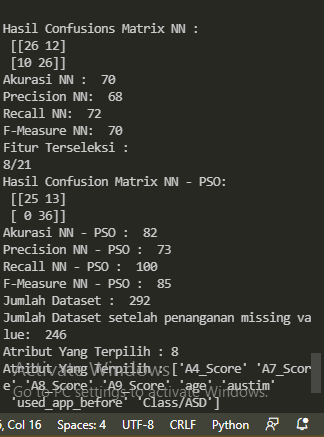 Hasil Confusions Matrix NN :
[[26 12]
[10 26]]
Akurasi NN : 70
Precision NN: 68
Recall NN: 72
F-Measure NN: 70
Fitur Terseleksi :
8/21
Hasil Confusion Matrix NN - PSO:
[[25 13]
[ 0 36]]
Akurasi NN - PSO : 82
Precision NN - PSO : 73
Recall NN - PSO : 100
F-Measure NN - PSO : 85
Jumlah Dataset : 292
Jumlah Dataset setelah penanganan missing va
lue: 246
Atribut Yang Terpilih : 8
Atribut Yang Terpilih : ['A4_Score' 'A7_Scor
e' 'A8_Score' 'A9_Score' 'age' 'austim'
'used_app_before' 'Class/ASD']
Activate Windows
Go to PC settings to activate Windows.
6, Col 16 Spaces: 4 UTF-8 CRLF Python